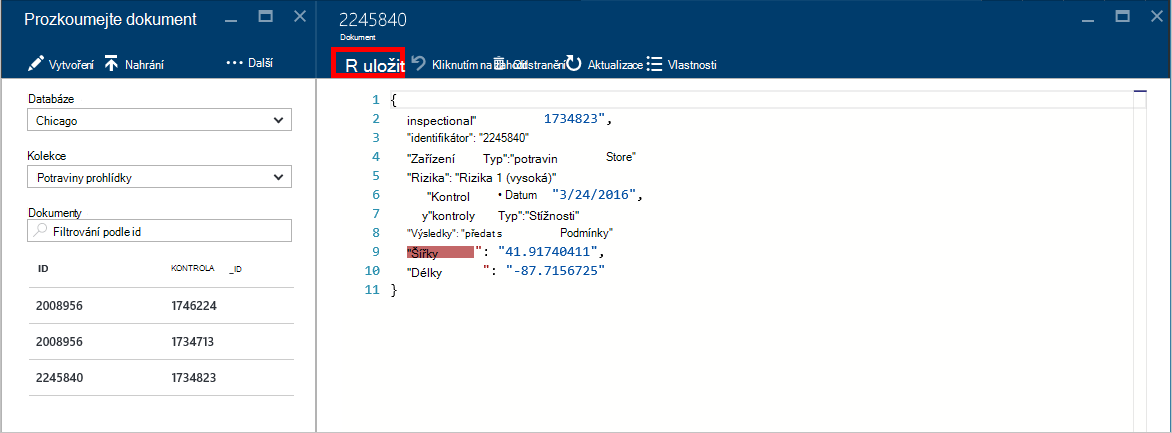 Prozkoumejte dokument
Vytvoření Nahrání ••• Další
Databáze
Chicago
Kolekce
Potraviny prohlídky
Dokumenty
Filtrování podle id
ID KONTROLA _ID
2008956 1746224
2008956 1734713
2245840 1734823
2245840
Dokument
R uložit Kliknutím na zahodit Odstranění Aktualizace Vlastnosti
1 {
2 inspectional" 1734823",
3 "identifikátor": "2245840"
4 "Zařízení Typ":"potravin Store"
5 "Rizika": "Rizika 1 (vysoká)"
6 "Kontrol • Datum "3/24/2016",
7 y"kontroly Typ":"Stížnosti"
8 "Výsledky": "předat s Podmínky"
9 "Šířky ": "41.91740411",
10 "Délky ": "-87.7156725"
11 }